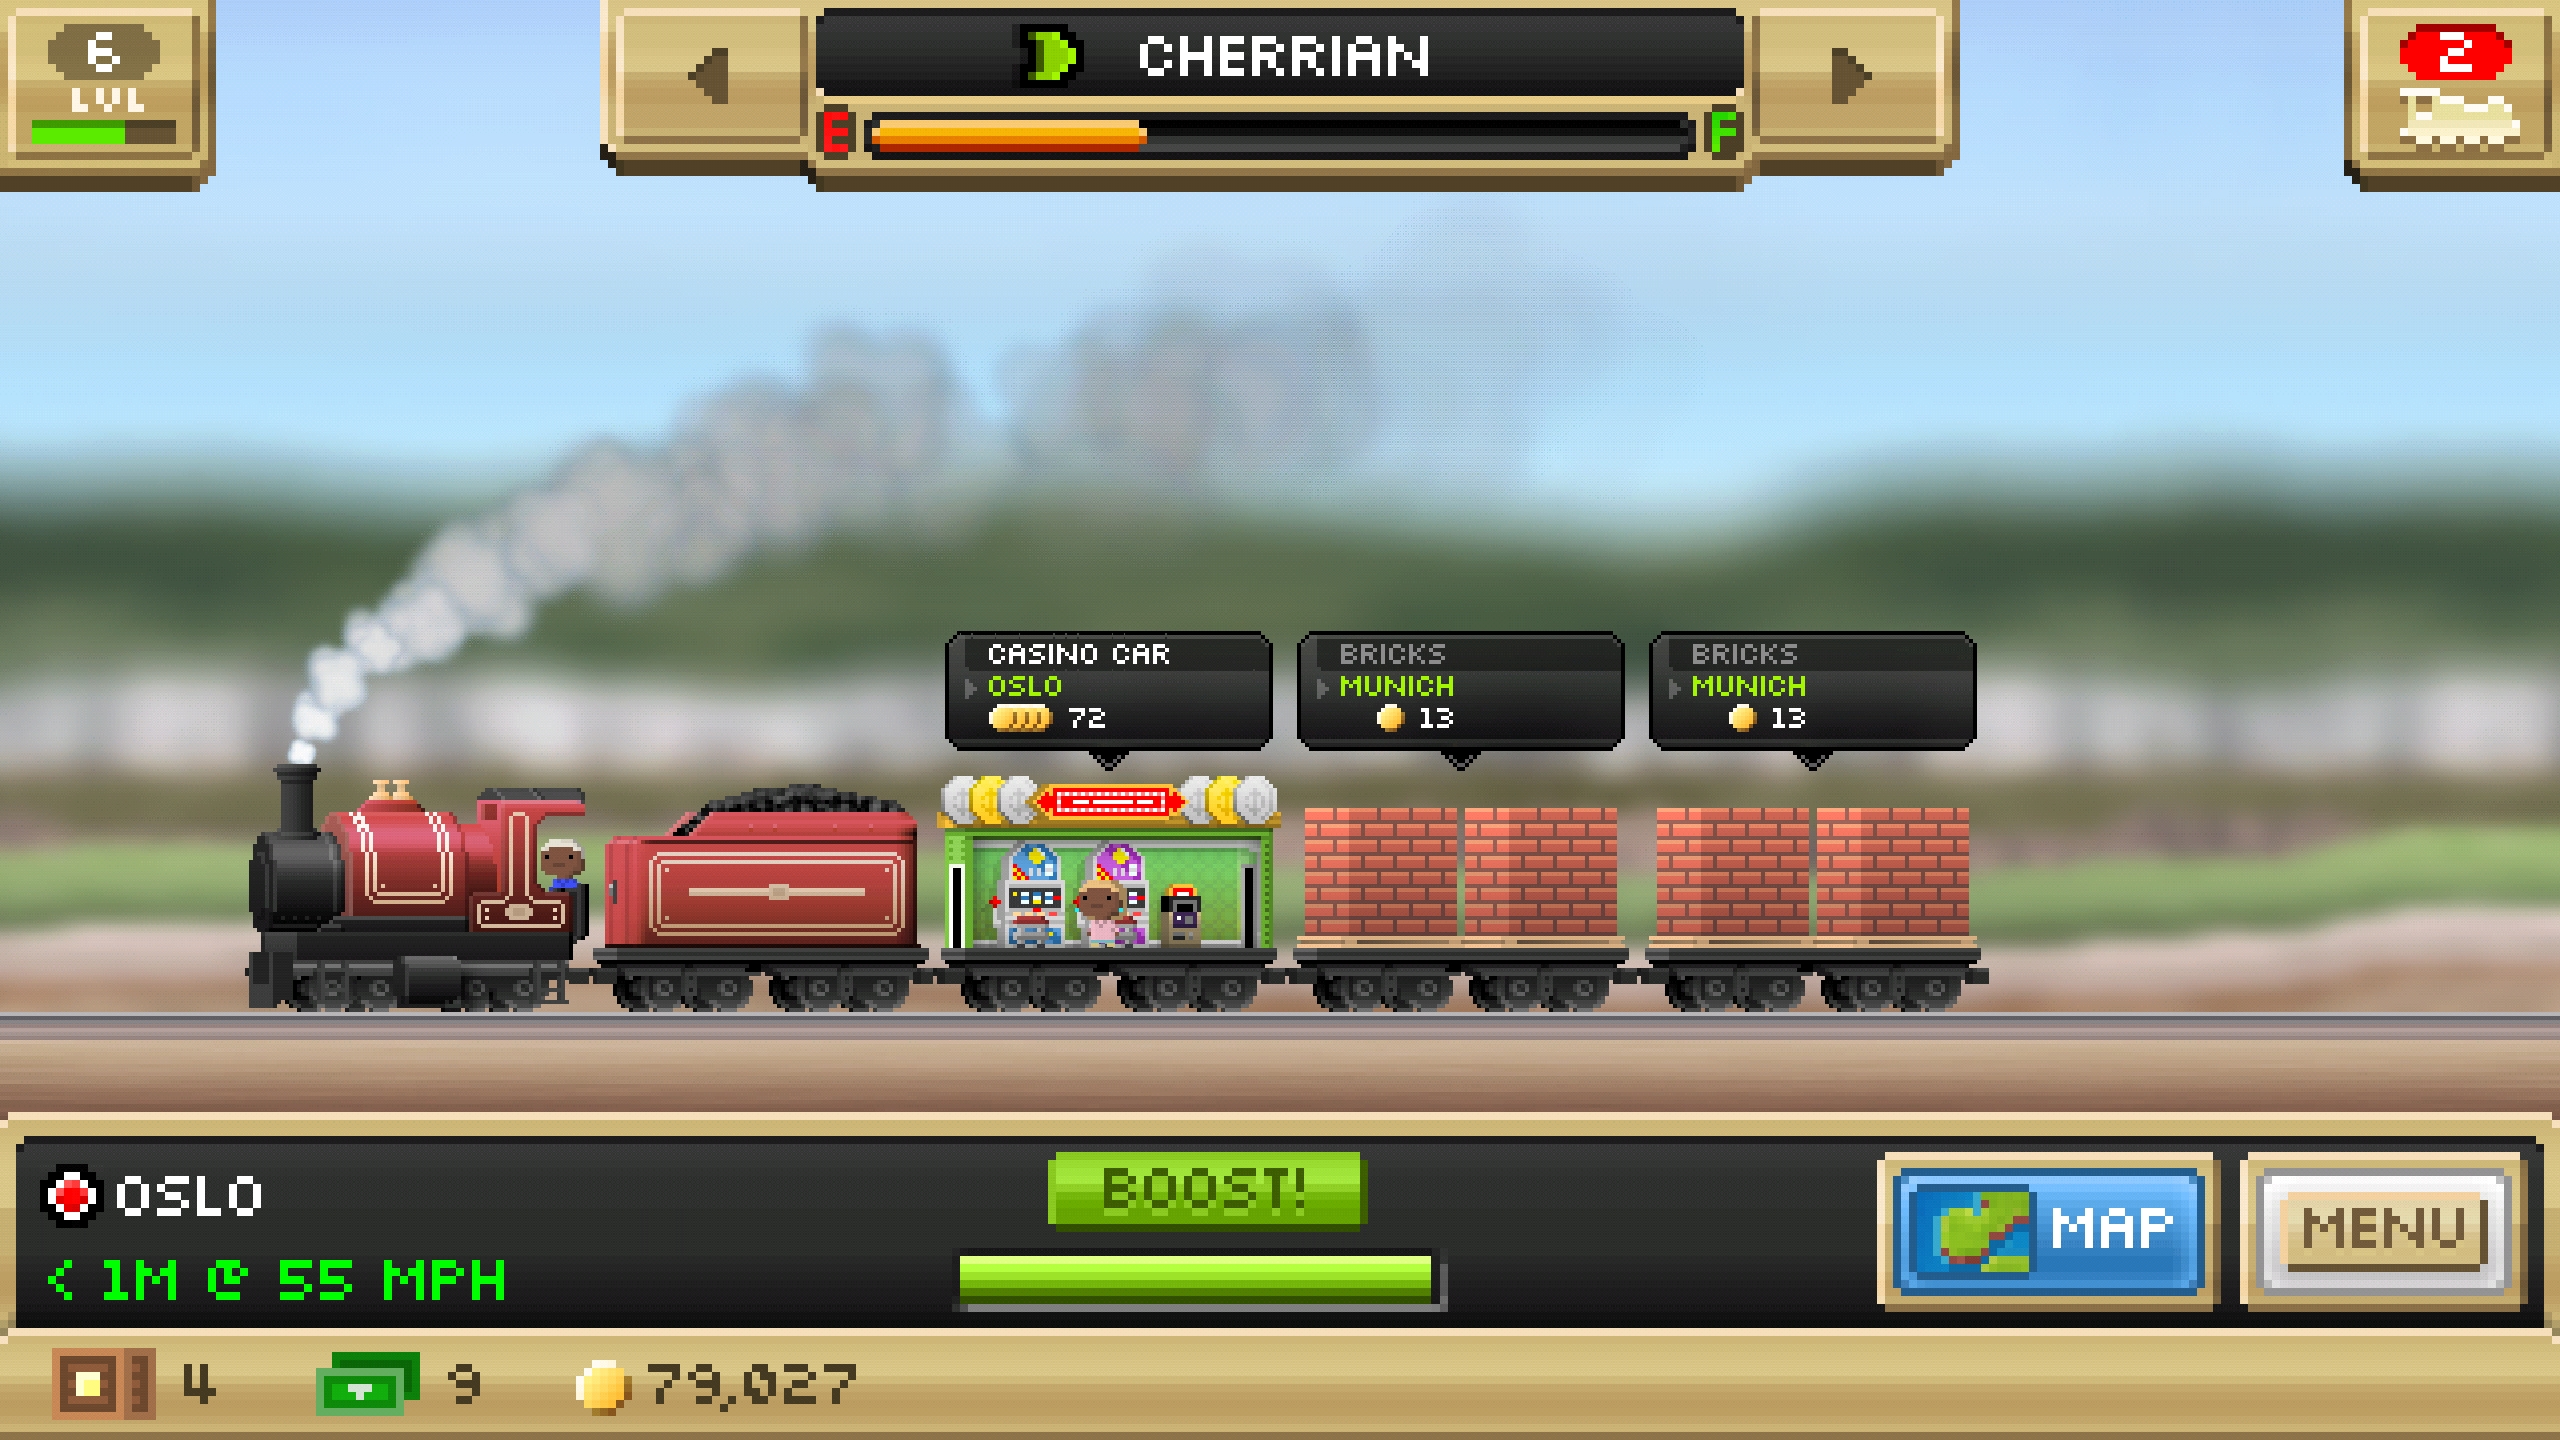 6
LVL
CHERRIAN
E
F
2
CASINO CAR
OSLO
72
BRICKS
MUNICH
13
BRICKS
MUNICH
13
OSLO
< 1M @ 55 MPH
BOOST!
MAP
MENU
4
9
79,027